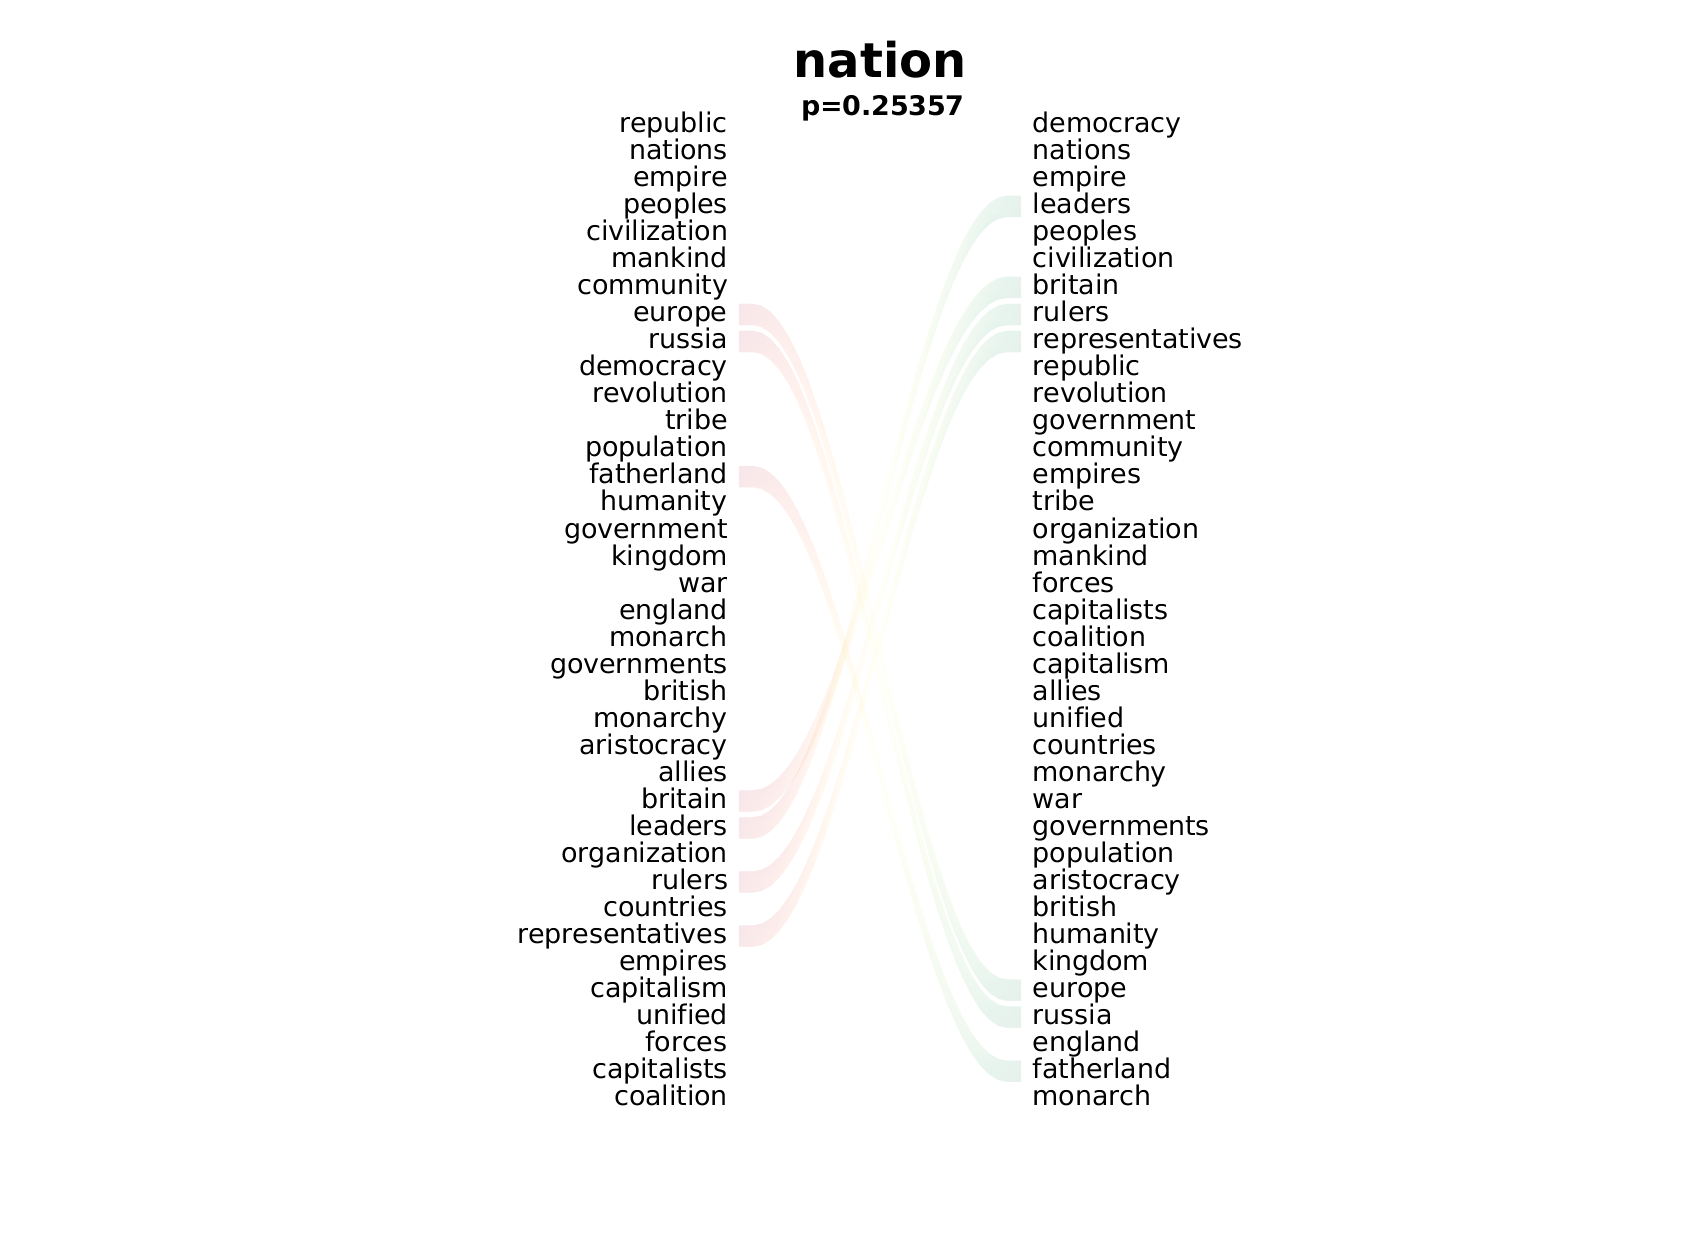 nation
p=0.25357
republic
nations
empire
peoples
civilization
mankind
community
europe
russia
democracy
revolution
tribe
population
fatherland
humanity
government
kingdom
war
england
monarch
governments
british
monarchy
aristocracy
allies
britain
leaders
organization
rulers
countries
representatives
empires
capitalism
unified
forces
capitalists
coalition
democracy
nations
empire
leaders
peoples
civilization
britain
rulers
representatives
republic
revolution
government
community
empires
tribe
organization
mankind
forces
capitalists
coalition
capitalism
allies
unified
countries
monarchy
war
governments
population
aristocracy
british
humanity
kingdom
europe
russia
england
fatherland
monarch